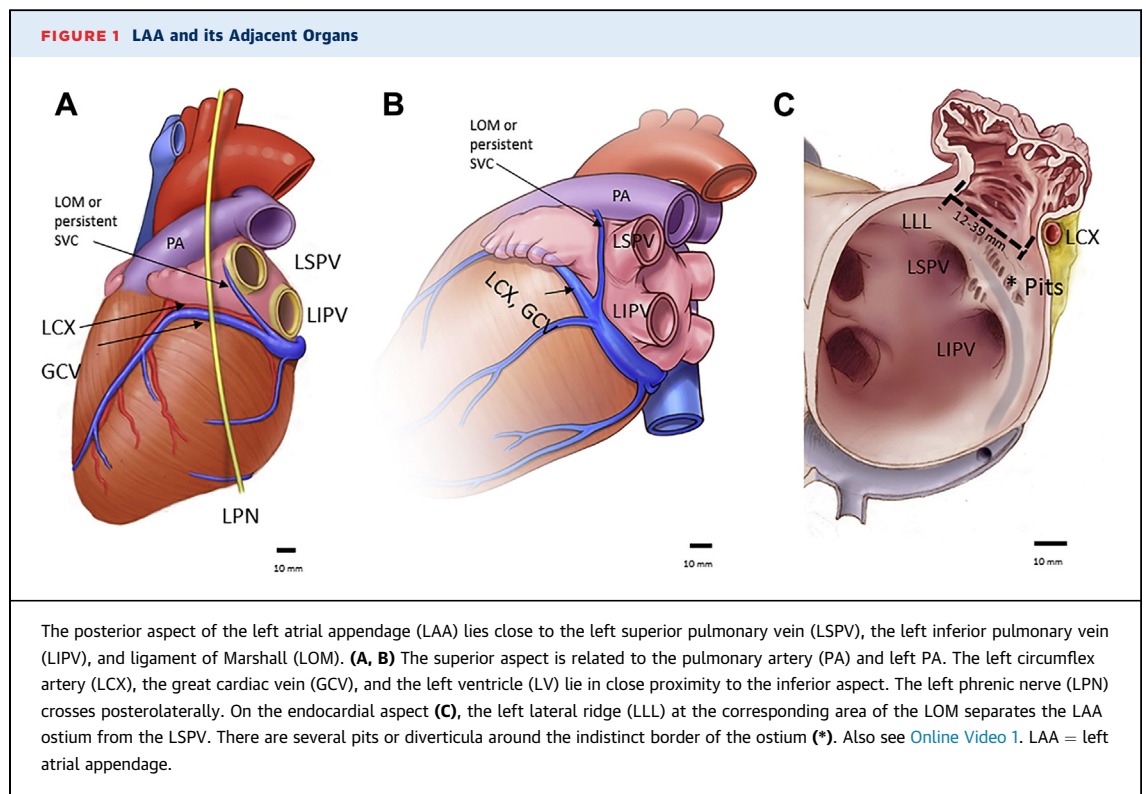 FIGURE 1 LAA and its Adjacent Organs
A
LOM or
persistent
SVC
PA
LSPV
LIPV
LCX
GCV
LPN
10 mm
B
LOM or
persistent
SVC
PA
LSPV
LCX, GCV
LIPV
10 mm
C
LLL
12-39 mm
LCX
LSPV
* Pits
LIPV
10 mm
The posterior aspect of the left atrial appendage (LAA) lies close to the left superior pulmonary vein (LSPV), the left inferior pulmonary vein
(LIPV), and ligament of Marshall (LOM). (A, B) The superior aspect is related to the pulmonary artery (PA) and left PA. The left circumflex
artery (LCX), the great cardiac vein (GCV), and the left ventricle (LV) lie in close proximity to the inferior aspect. The left phrenic nerve (LPN)
crosses posterolaterally. On the endocardial aspect (C), the left lateral ridge (LLL) at the corresponding area of the LOM separates the LAA
ostium from the LSPV. There are several pits or diverticula around the indistinct border of the ostium (*). Also see Online Video 1. LAA = left
atrial appendage.